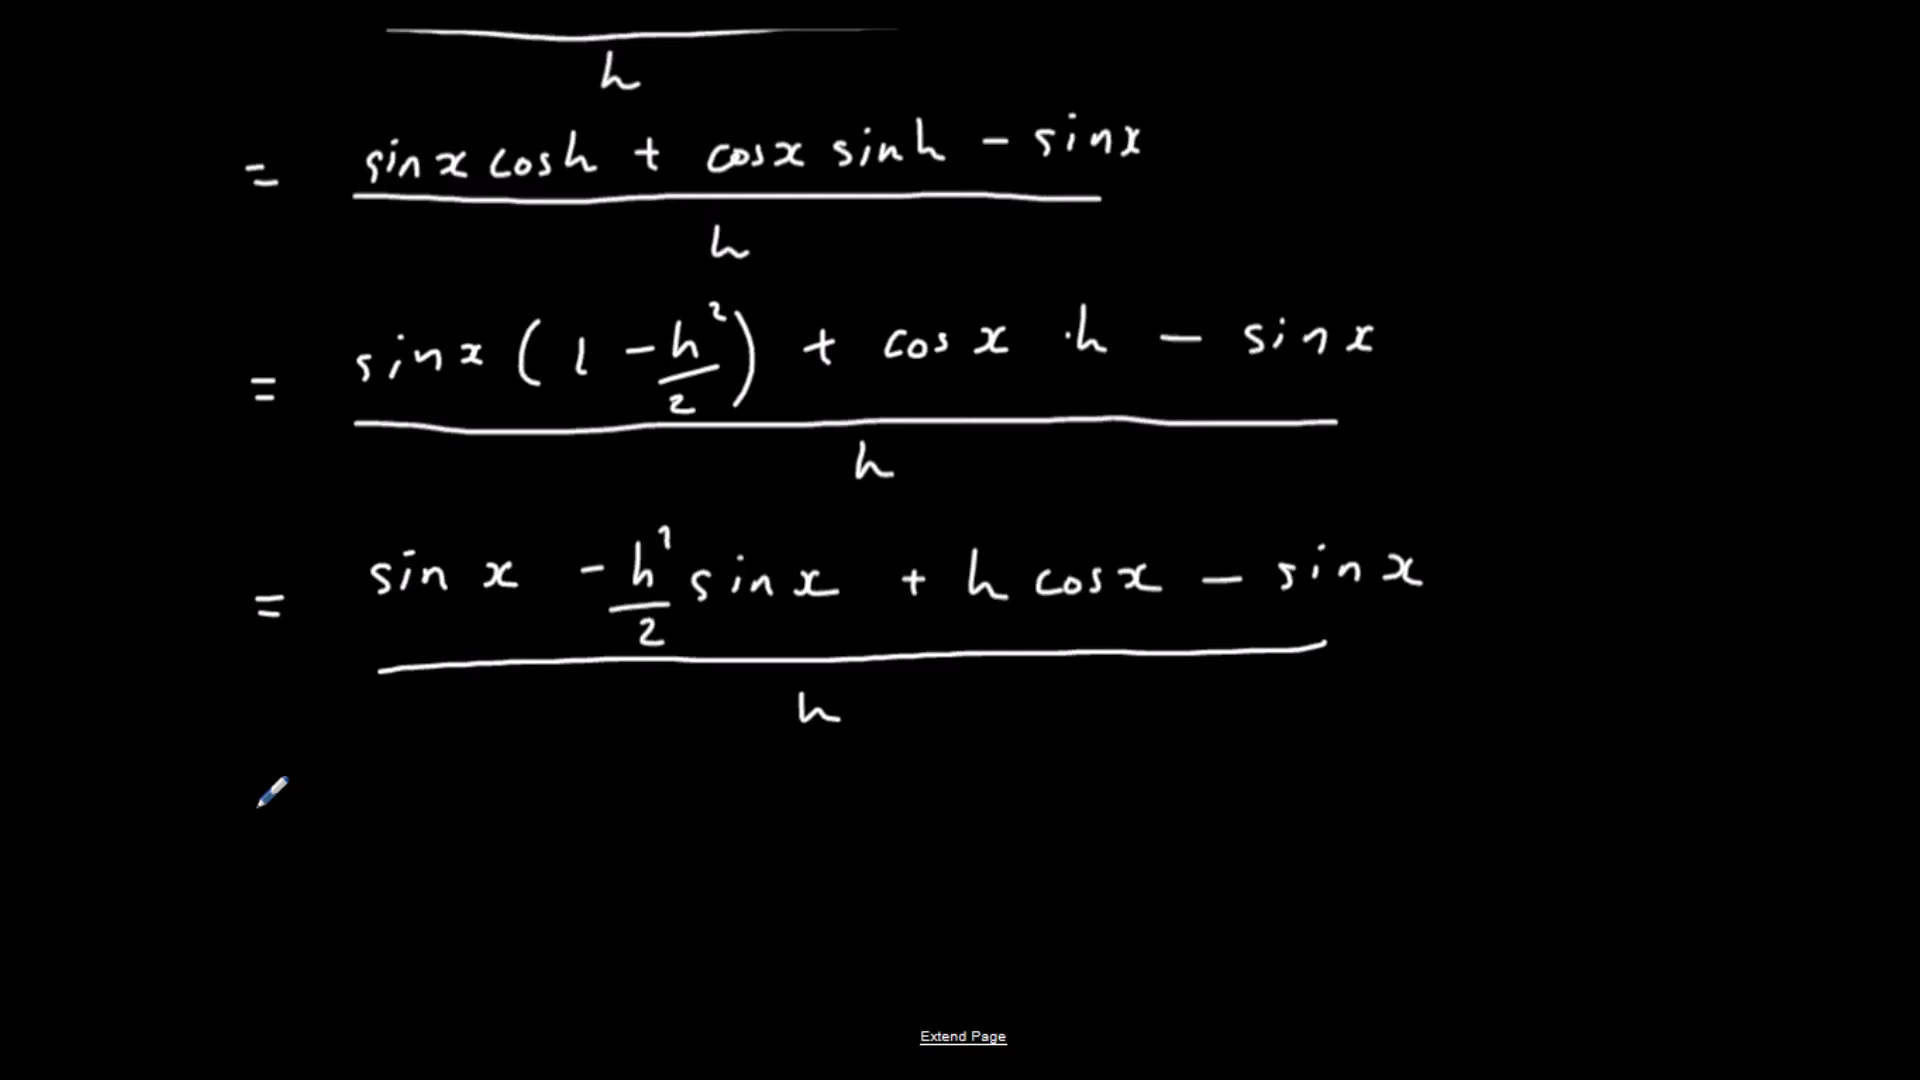 h
= sin x cos h + cos x sin h - sin x
h
= sin x ( 1 - h² / 2 ) + cos x · h - sin x
h
= sin x - h² / 2 sin x + h cos x - sin x
h
Extend Page